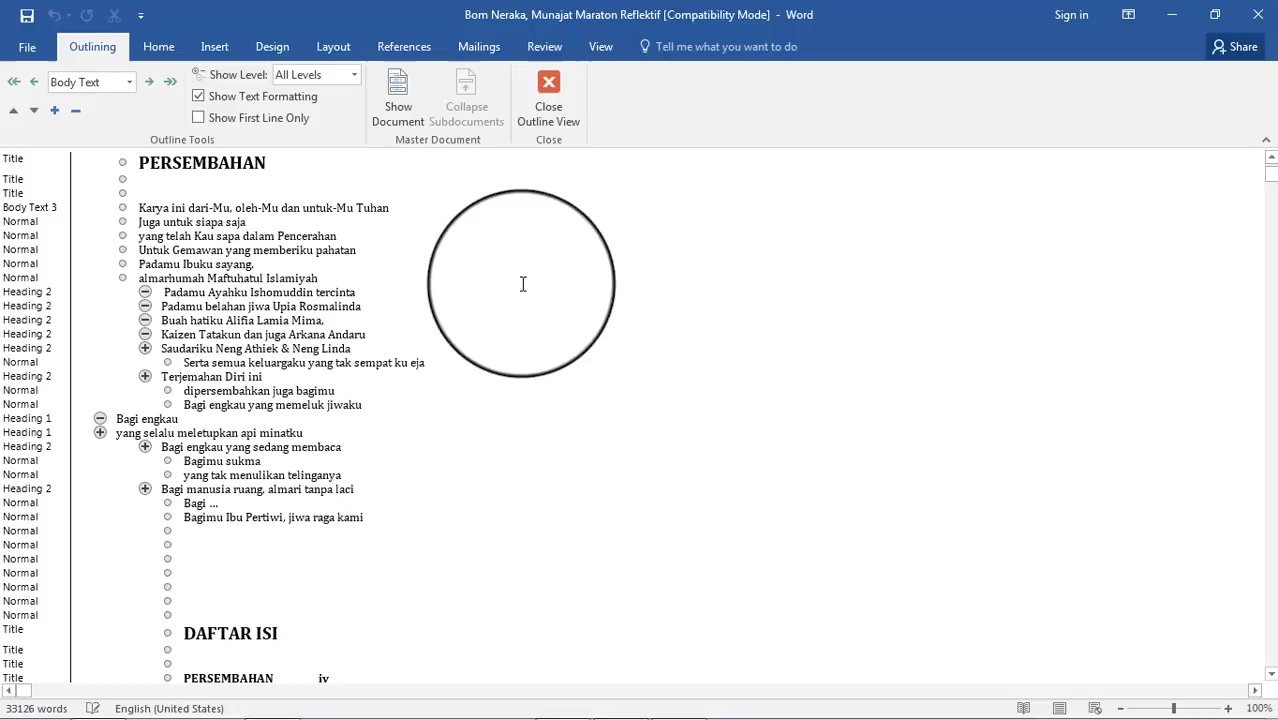 Bom Neraka, Munajat Maraton Reflektif [Compatibility Mode] - Word
Sign in
File
Outlining
Home
Insert
Design
Layout
References
Mailings
Review
View
Tell me what you want to do
Share
Body Text
Show Level:
All Levels
Show Text Formatting
Show First Line Only
Show Document
Collapse Subdocuments
Close Outline View
Outline Tools
Master Document
Close
Title PERSEMBAHAN
Title
Title
Body Text 3 Karya ini dari-Mu, oleh-Mu dan untuk-Mu Tuhan
Normal Juga untuk siapa saja
Normal yang telah Kau sapa dalam Pencerahan
Normal Untuk Gemawan yang memberiku pahatan
Normal Padamu Ibuku sayang,
Normal almarhumah Maftuhatul Islamiyah
Heading 2 Padamu Ayahku Ishomuddin tercinta
Heading 2 Padamu belahan jiwa Upia Rosmalinda
Heading 2 Buah hatiku Alifia Lamia Mima,
Heading 2 Kaizen Tatakun dan juga Arkana Andaru
Heading 2 Saudariku Neng Athiek & Neng Linda
Normal Serta semua keluargaku yang tak sempat ku eja
Heading 2 Terjemahan Diri ini
Normal dipersembahkan juga bagimu
Normal Bagi engkau yang memeluk jiwaku
Heading 1 Bagi engkau
Heading 1 yang selalu meletupkan api minatku
Heading 2 Bagi engkau yang sedang membaca
Normal Bagimu sukma
Normal yang tak menulikan telinganya
Heading 2 Bagi manusia ruang, almari tanpa laci
Normal Bagi ...
Normal Bagimu Ibu Pertiwi, jiwa raga kami
Normal
Normal
Normal
Normal
Normal
Normal
Normal
Title DAFTAR ISI
Title
Title
Title PERSEMBAHAN iv
33126 words
English (United States)
100%